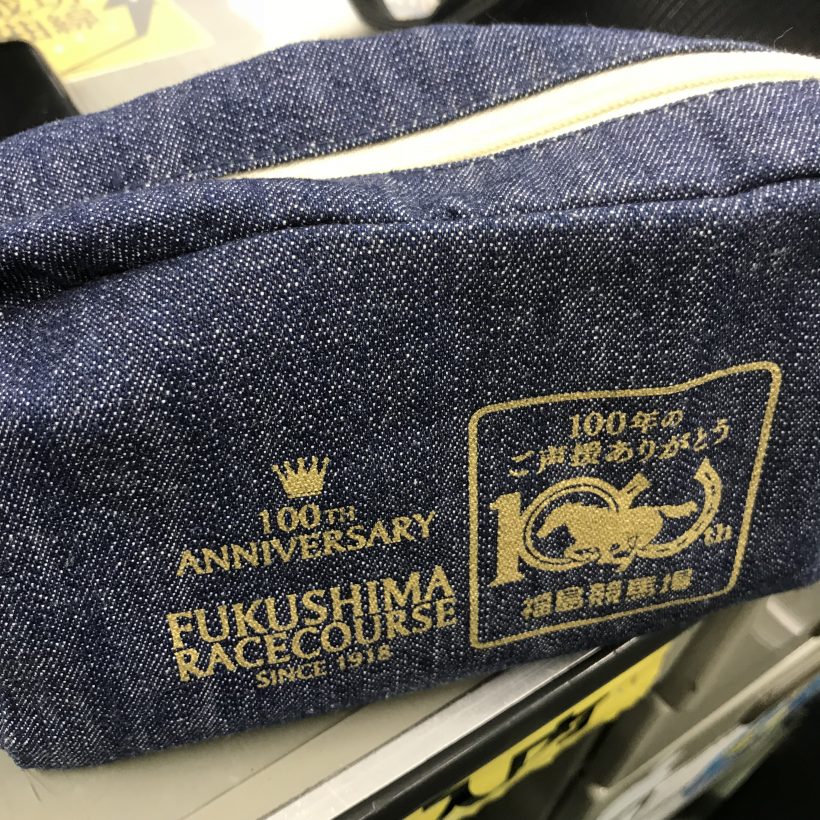 100TH
ANNIVERSARY
FUKUSHIMA
RACECOURSE
SINCE 1918
100年の
ご声援ありがとう
100th
福島競馬場